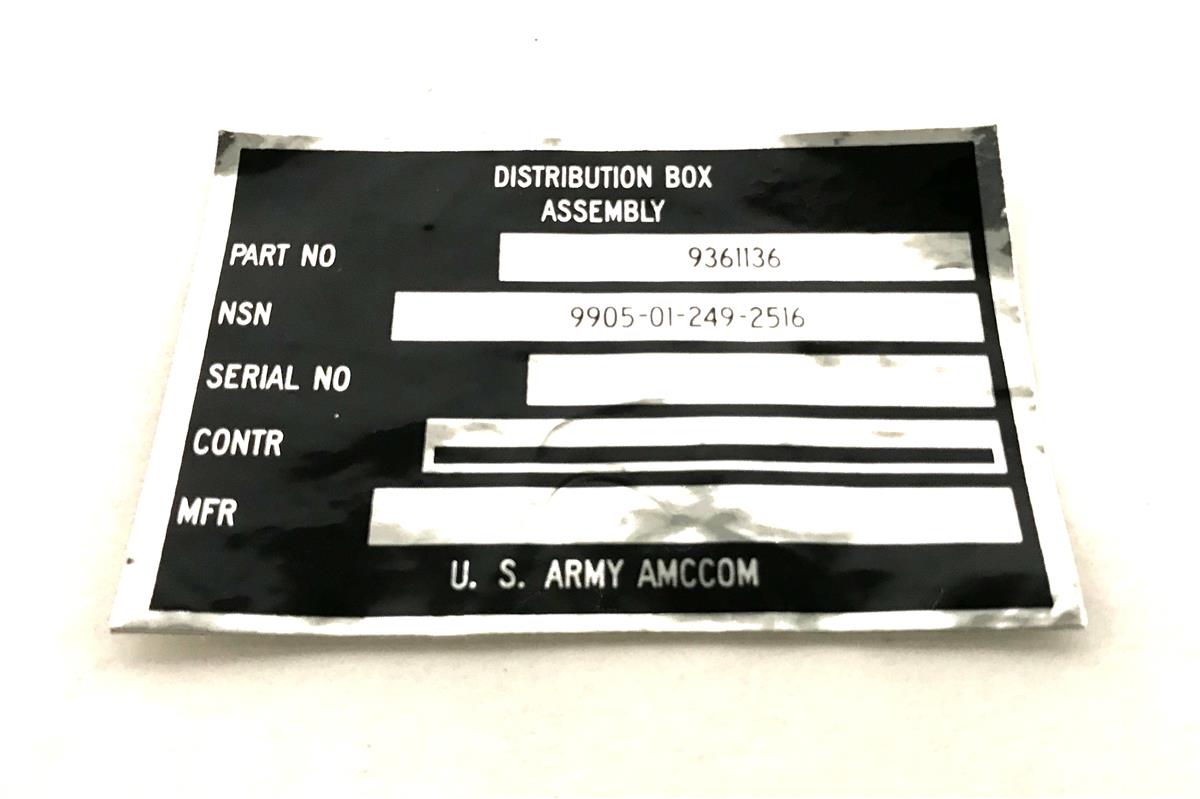 DISTRIBUTION BOX
ASSEMBLY
PART NO 9361136
NSN 9905-01-249-2516
SERIAL NO
CONTR
MFR
U. S. ARMY AMCCOM